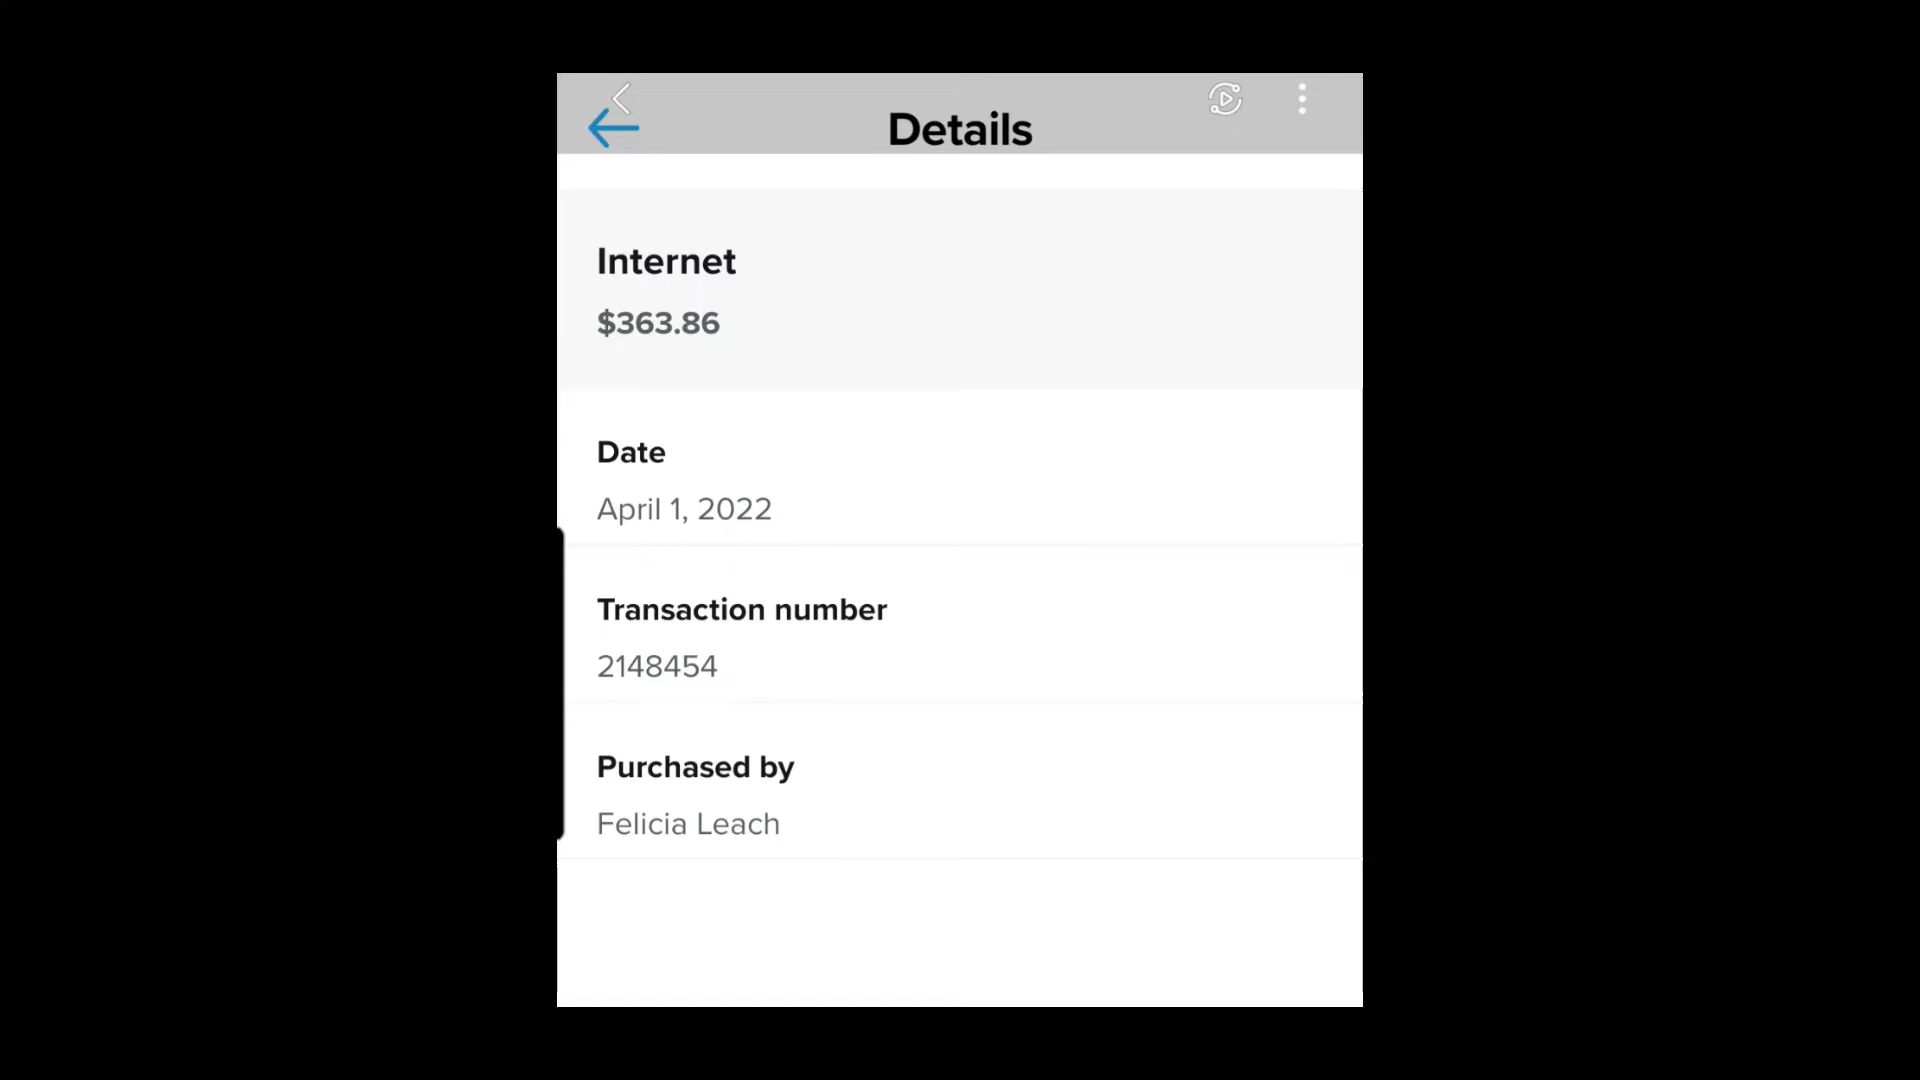 Details
Internet
$363.86
Date
April 1, 2022
Transaction number
2148454
Purchased by
Felicia Leach